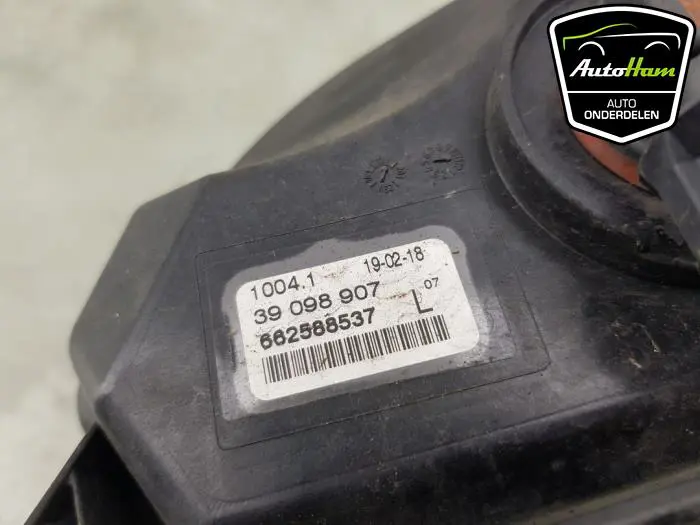 AutoHam
AUTO
ONDERDELEN
1004.1 19-02-18
39 098 907
662588537 L 07